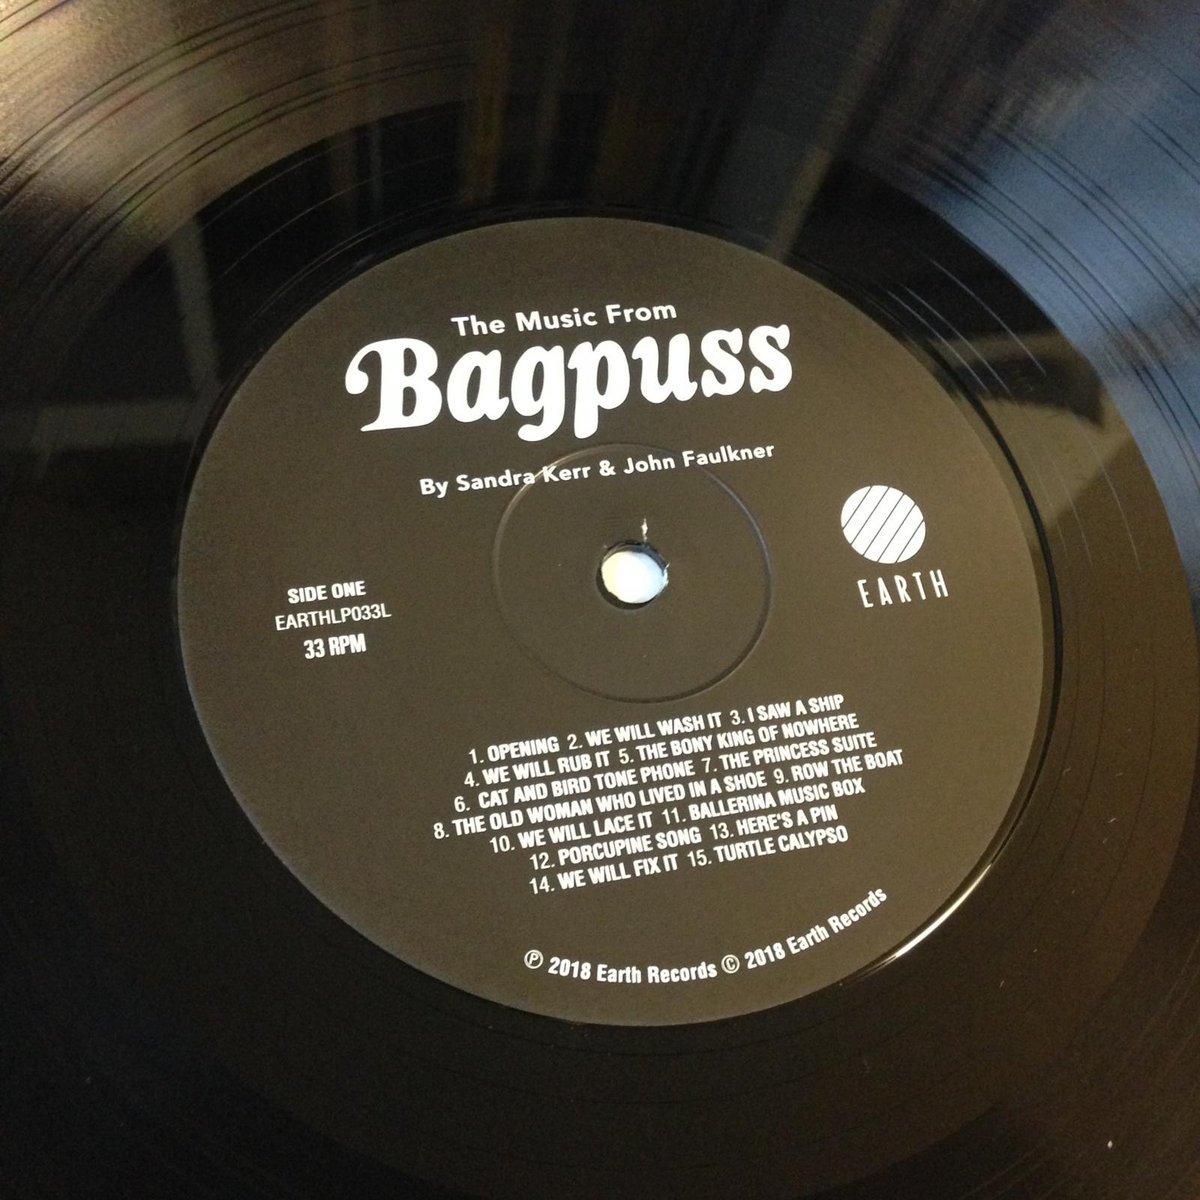 The Music From
Bagpuss
By Sandra Kerr & John Faulkner
EARTH
SIDE ONE
EARTHLP033L
33 RPM
1. OPENING 2. WE WILL WASH IT 3. I SAW A SHIP
4. WE WILL RUB IT 5. THE BONY KING OF NOWHERE
6. CAT AND BIRD TONE PHONE 7. THE PRINCESS SUITE
8. THE OLD WOMAN WHO LIVED IN A SHOE 9. ROW THE BOAT
10. WE WILL LACE IT 11. BALLERINA MUSIC BOX
12. PORCUPINE SONG 13. HERE'S A PIN
14. WE WILL FIX IT 15. TURTLE CALYPSO
℗ 2018 Earth Records © 2018 Earth Records